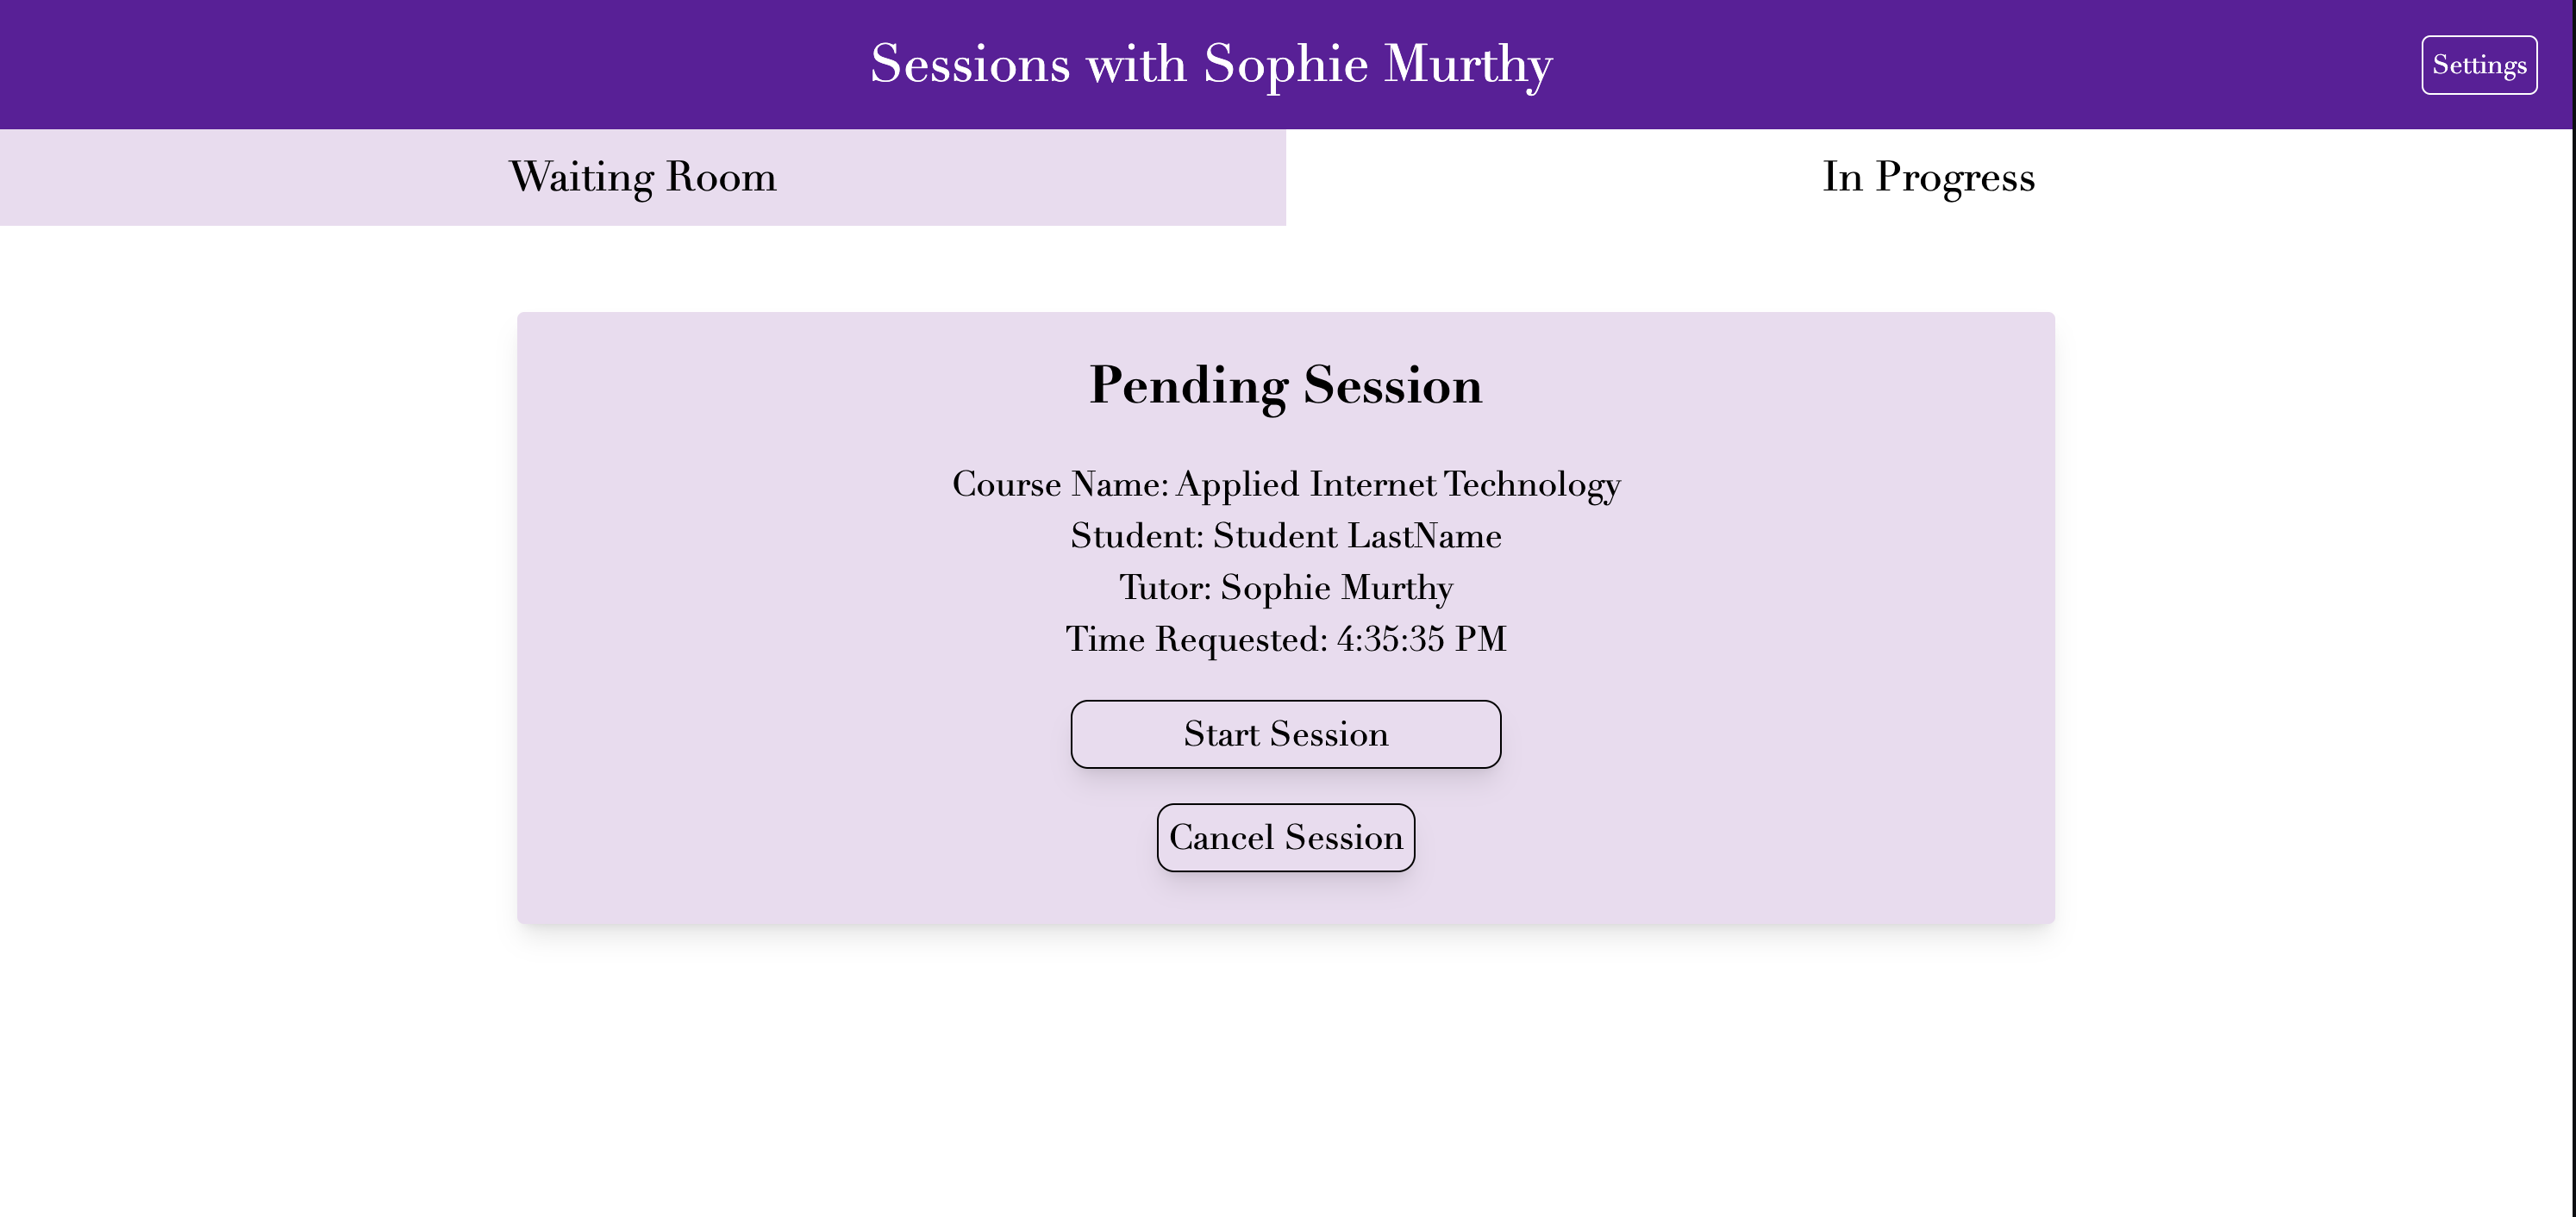 Sessions with Sophie Murthy
Settings
Waiting Room
In Progress
Pending Session
Course Name: Applied Internet Technology
Student: Student LastName
Tutor: Sophie Murthy
Time Requested: 4:35:35 PM
Start Session
Cancel Session